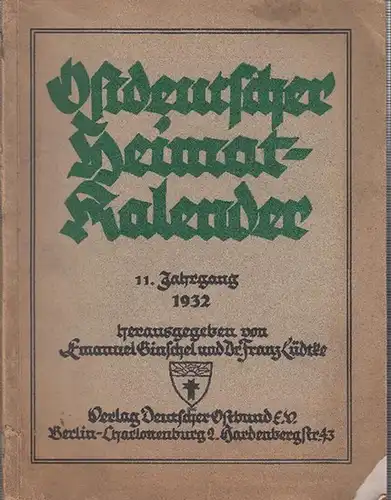 Ostdeutscher
Heimat-
Kalender
11. Jahrgang
1932
herausgegeben von
Emanuel Ginschel und Dr. Franz Lüdtke
Verlag Deutscher Ostbund E.V.
Berlin-Charlottenburg 2. Hardenbergstr. 43